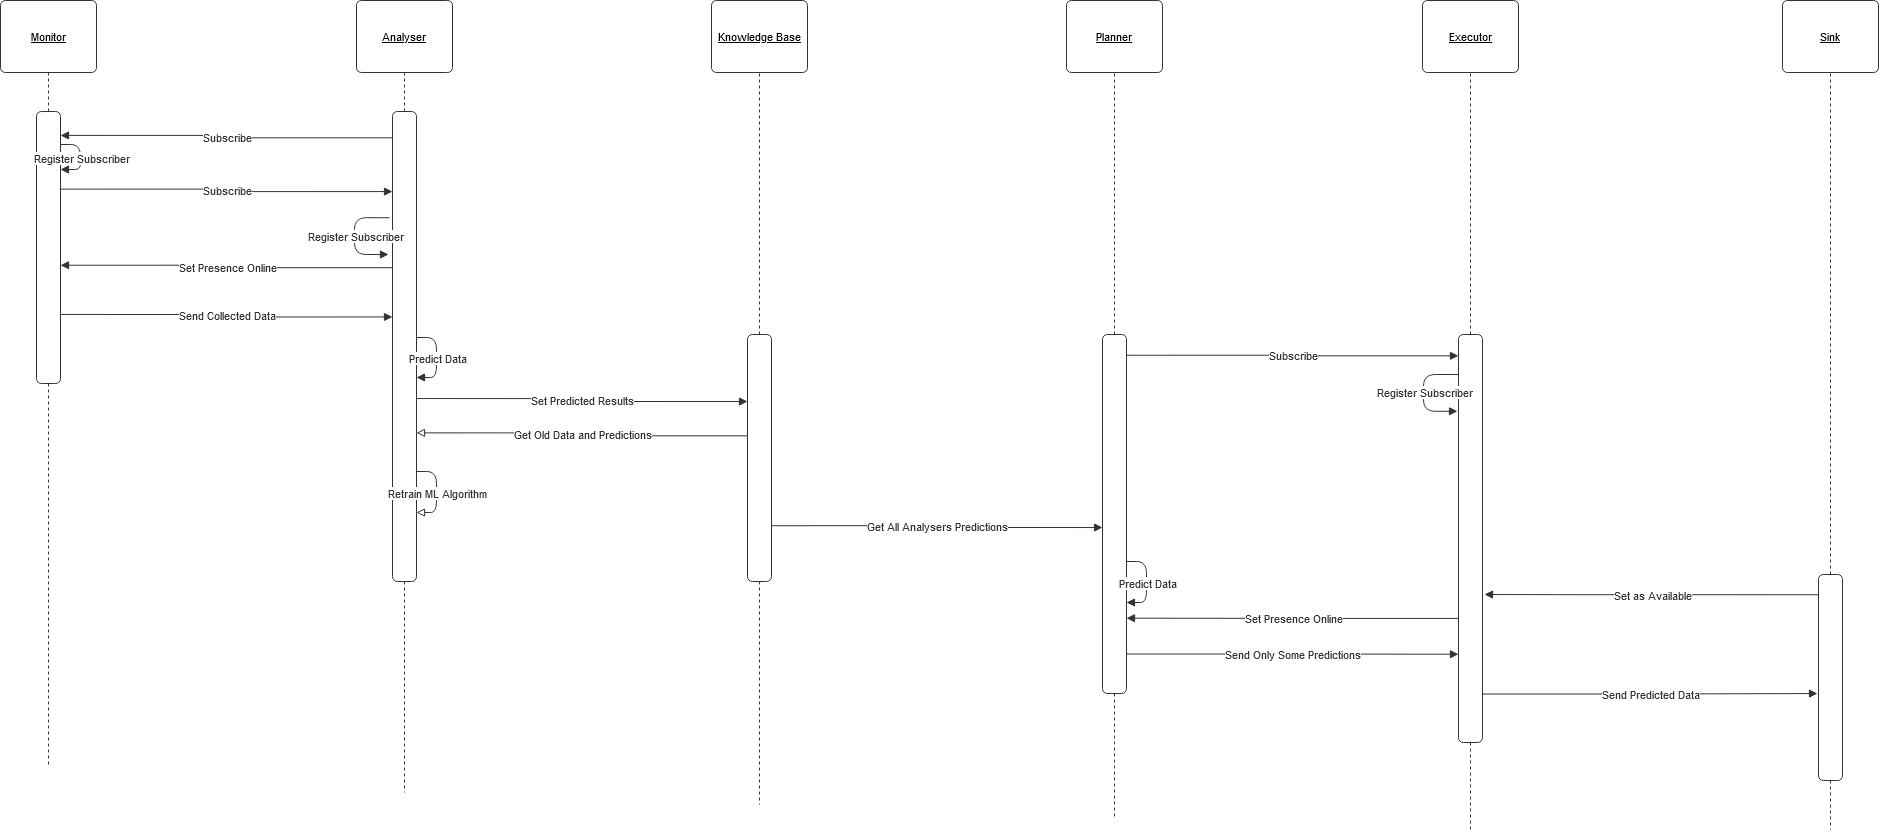 Monitor
Analyser
Knowledge Base
Planner
Executor
Sink
Subscribe
Register Subscriber
Subscribe
Register Subscriber
Set Presence Online
Send Collected Data
Predict Data
Subscribe
Register Subscriber
Set Predicted Results
Get Old Data and Predictions
Retrain ML Algorithm
Get All Analysers Predictions
Predict Data
Set as Available
Set Presence Online
Send Only Some Predictions
Send Predicted Data